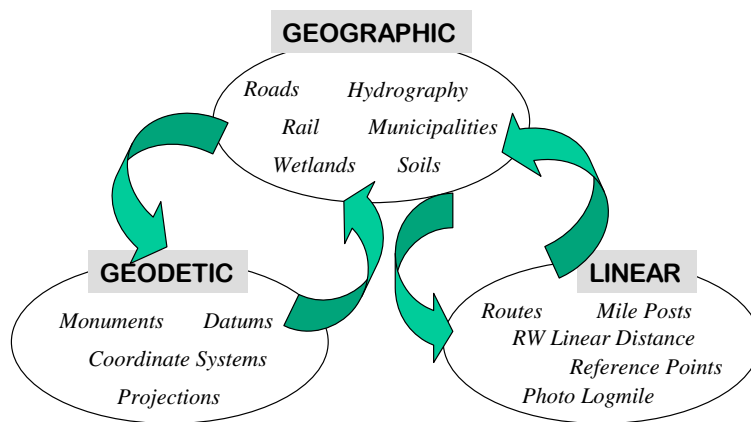 GEOGRAPHIC
Roads Hydrography
Rail Municipalities
Wetlands Soils
GEODETIC
Monuments Datums
Coordinate Systems
Projections
LINEAR
Routes Mile Posts
RW Linear Distance
Reference Points
Photo Logmile